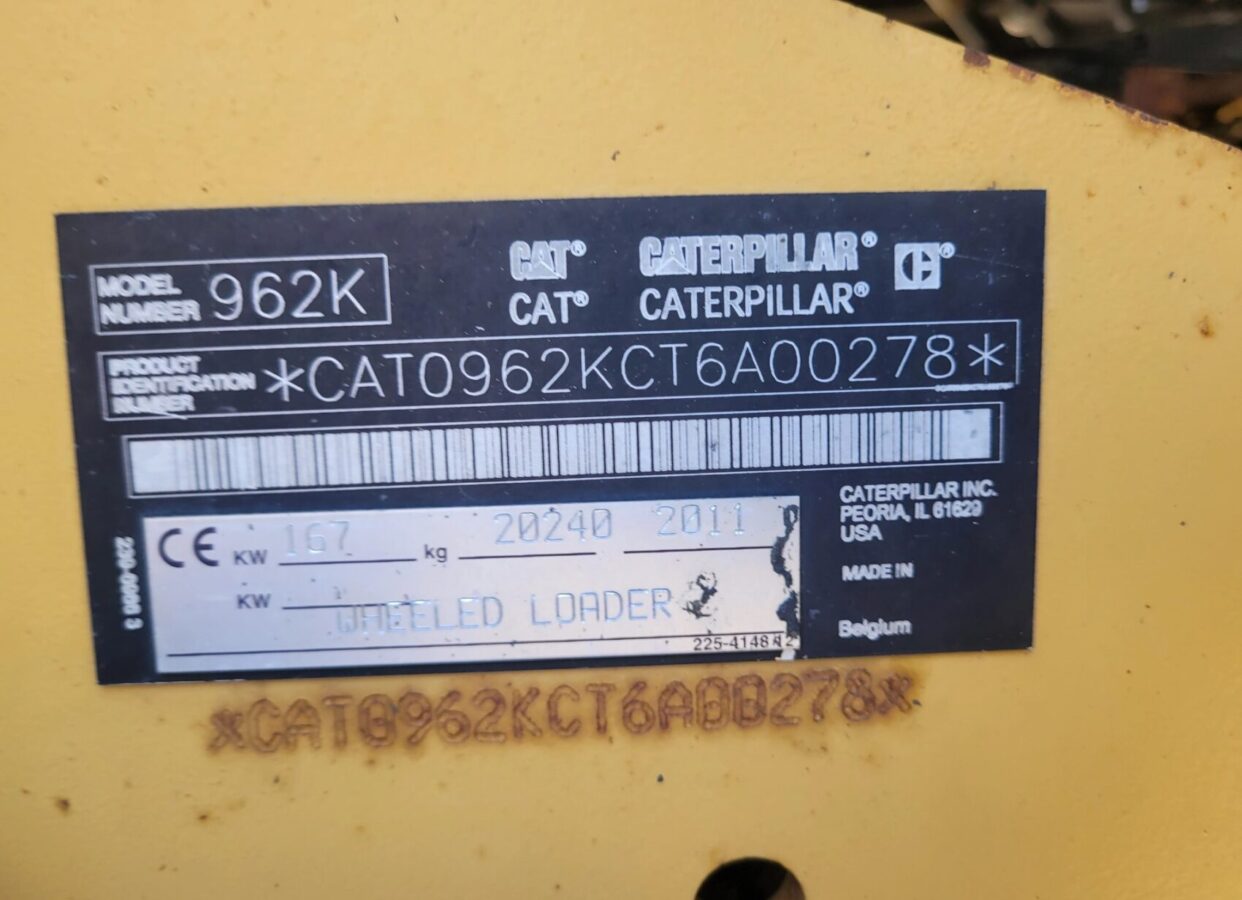 MODEL NUMBER 962K
CAT® CATERPILLAR® C®
CAT® CATERPILLAR®
PRODUCT IDENTIFICATION NUMBER *CAT0962KCT6A00278*
CATERPILLAR INC.
PEORIA, IL 61629
USA
MADE IN
Belgium
CE KW 167 kg 20240 2011
KW
WHEELED LOADER
225-4148
*CAT0962KCT6A00278*